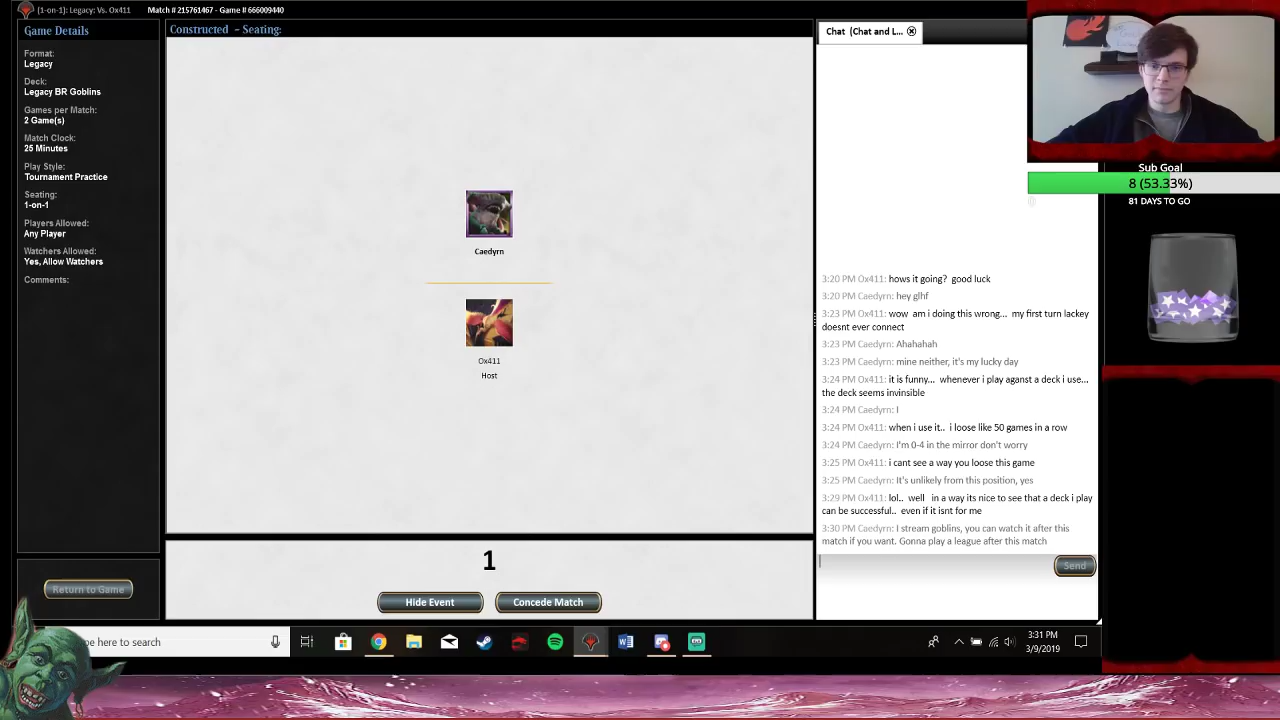 (1-on-1): Legacy: Vs. Ox411 Match # 215761467 - Game # 666009440
Game Details
Format:
Legacy
Deck:
Legacy BR Goblins
Games per Match:
2 Game(s)
Match Clock:
25 Minutes
Play Style:
Tournament Practice
Seating:
1-on-1
Players Allowed:
Any Player
Watchers Allowed:
Yes, Allow Watchers
Comments:
Return to Game
Constructed - Seating:
Caedyrn
Ox411
Host
1
Hide Event
Concede Match
Chat (Chat and L...
3:20 PM Ox411: hows it going? good luck
3:20 PM Caedyrn: hey glhf
3:23 PM Ox411: wow am i doing this wrong... my first turn lackey
doesnt ever connect
3:23 PM Caedyrn: Ahahahah
3:23 PM Caedyrn: mine neither, it's my lucky day
3:24 PM Ox411: it is funny... whenever i play aganst a deck i use...
the deck seems invinsible
3:24 PM Caedyrn: I
3:24 PM Ox411: when i use it.. i loose like 50 games in a row
3:24 PM Caedyrn: I'm 0-4 in the mirror don't worry
3:25 PM Ox411: i cant see a way you loose this game
3:25 PM Caedyrn: It's unlikely from this position, yes
3:29 PM Ox411: lol.. well in a way its nice to see that a deck i play
can be successful.. even if it isnt for me
3:30 PM Caedyrn: I stream goblins, you can watch it after this
match if you want. Gonna play a league after this match
Send
Sub Goal
8 (53.33%)
0
81 DAYS TO GO
pe here to search
3:31 PM
3/9/2019